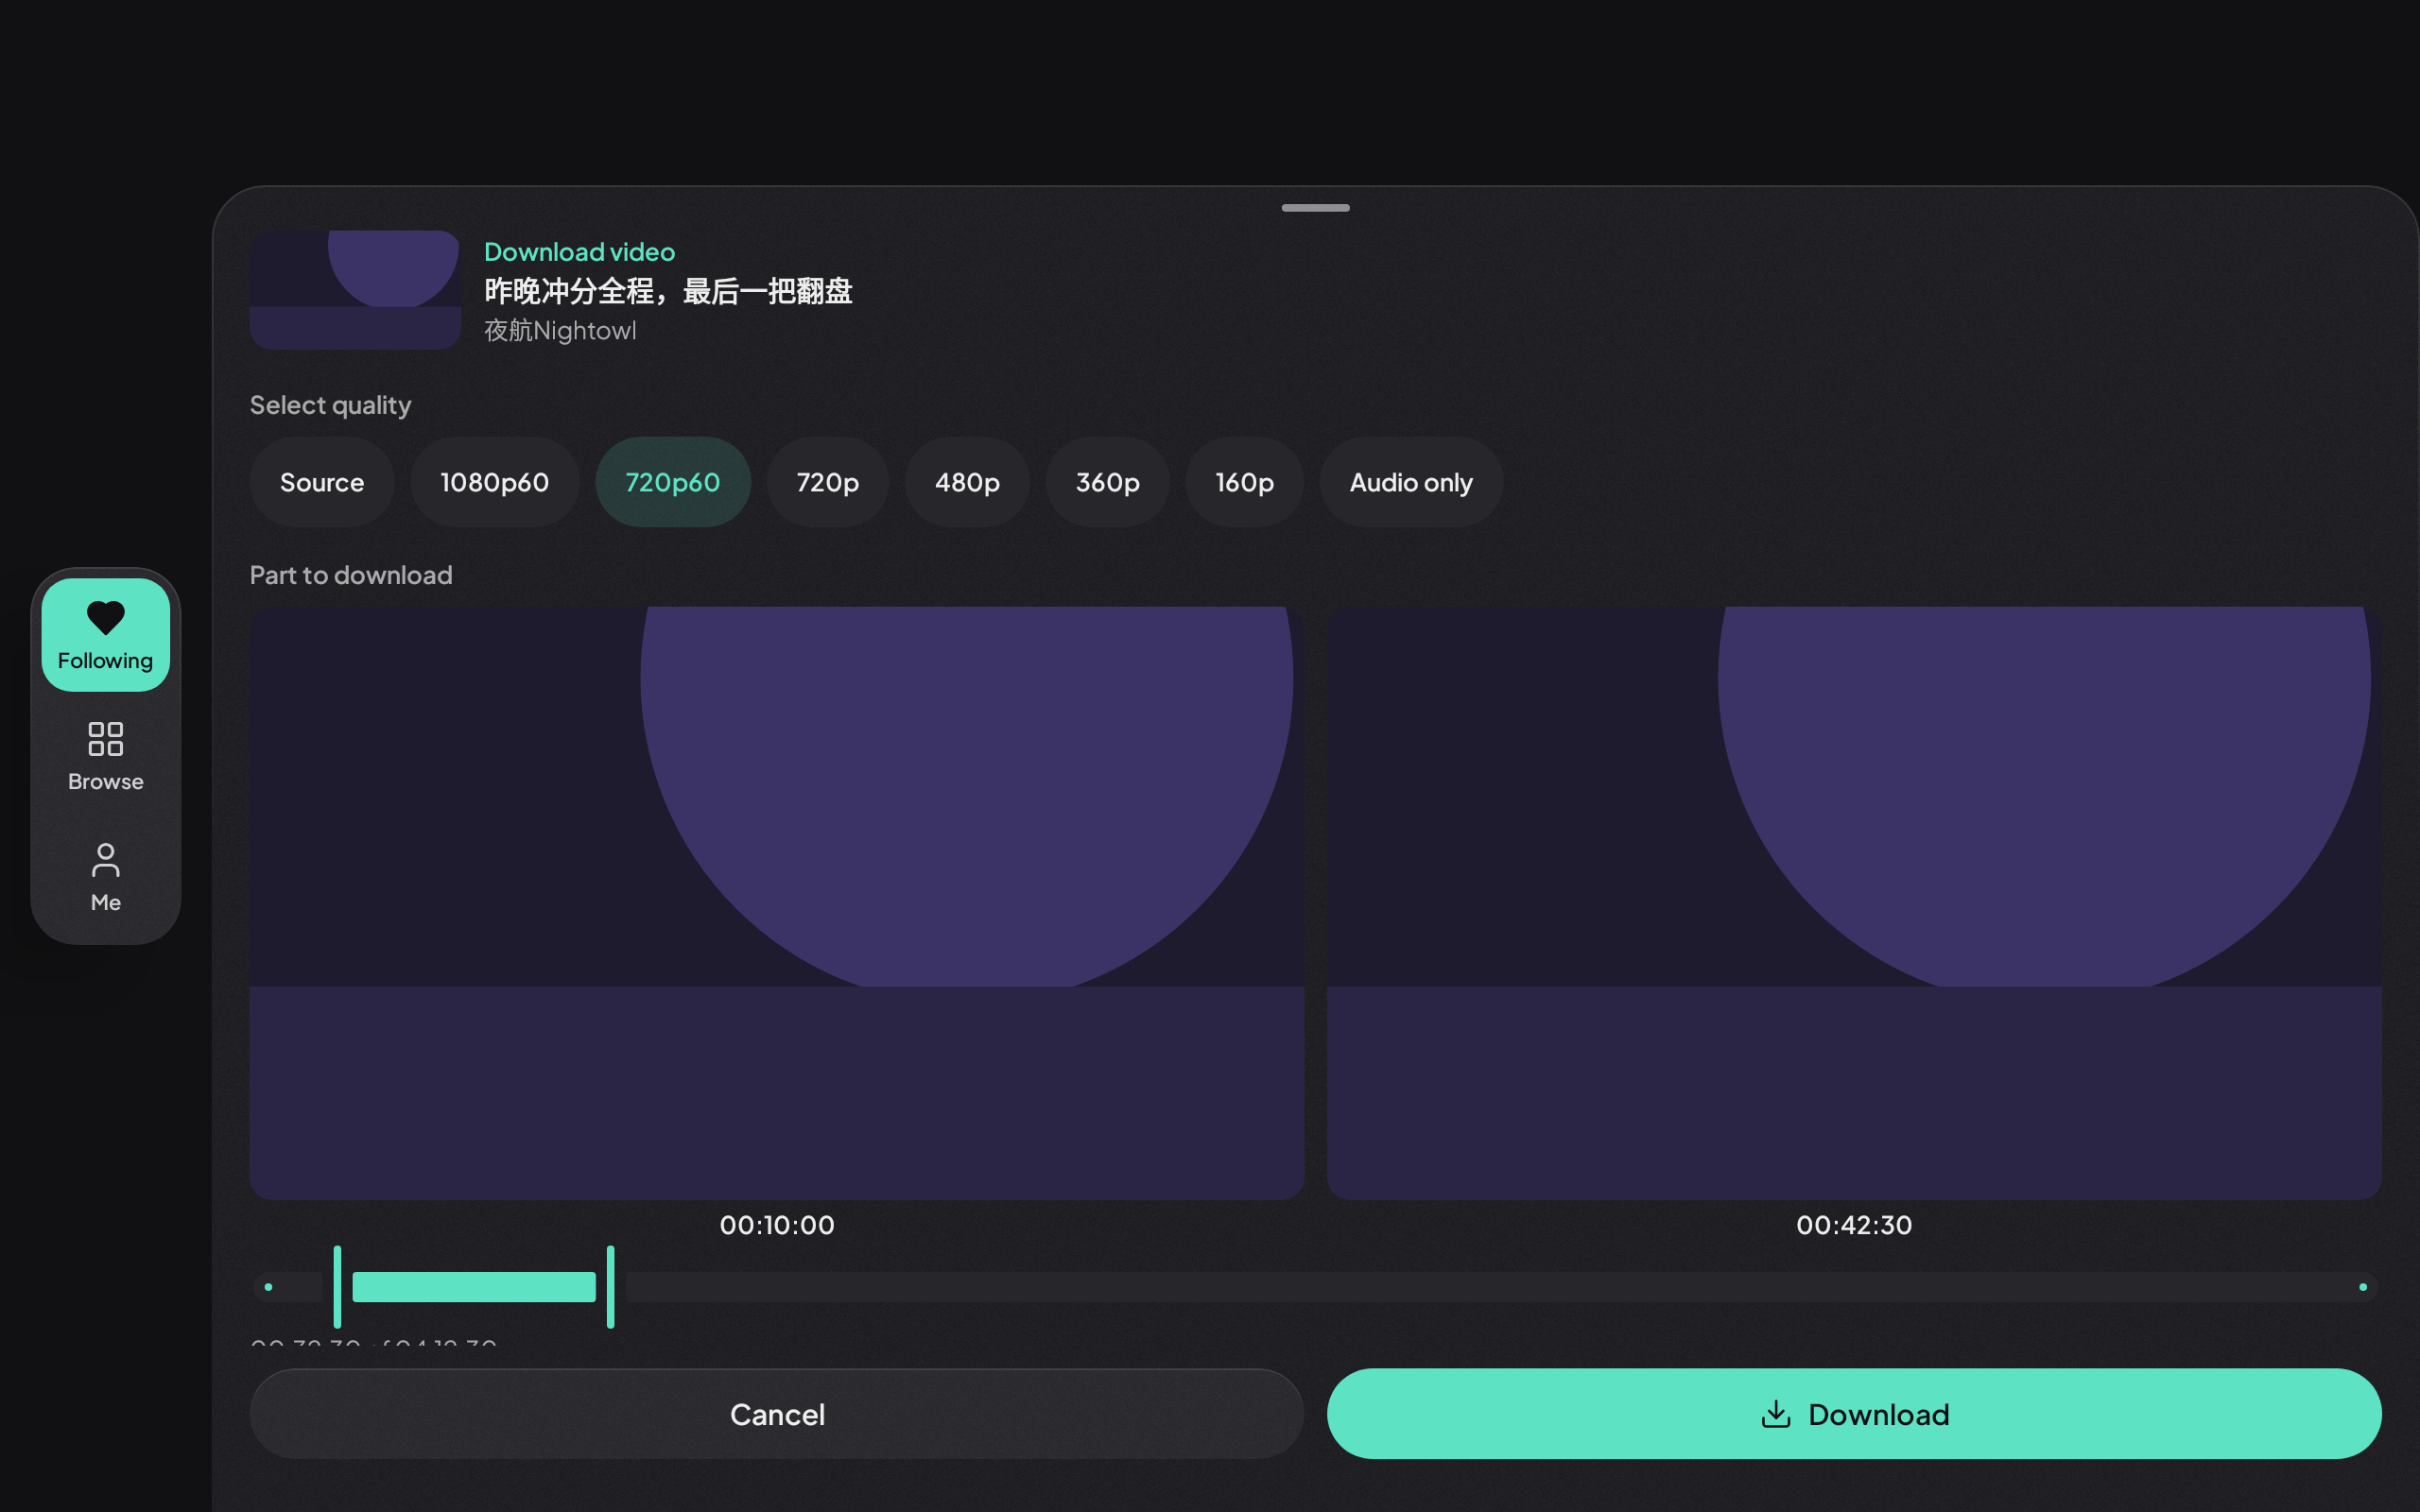 Download video
昨晚冲分全程，最后一把翻盘
夜航Nightowl
Select quality
Source
1080p60
720p60
720p
480p
360p
160p
Audio only
Part to download
Following
Browse
Me
00:10:00
00:42:30
Cancel
Download